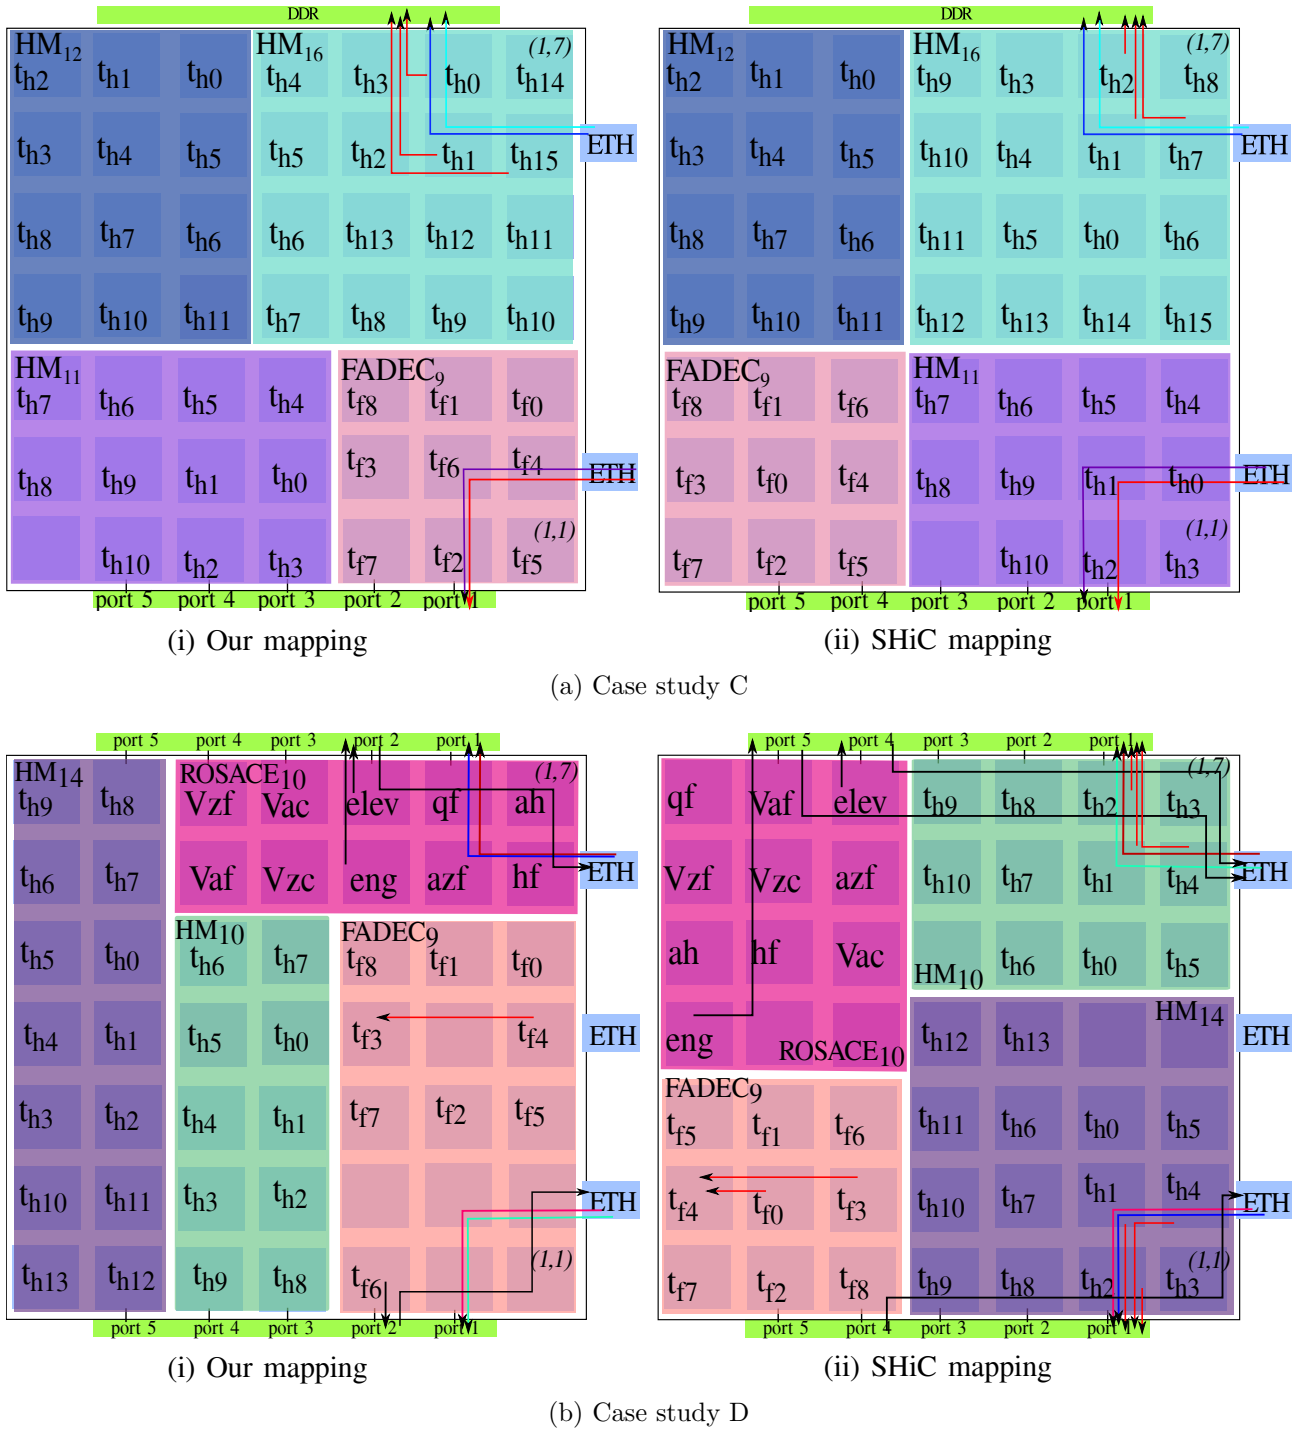 DDR DDR
HM12 HM16 (1,7) HM12 HM16 (1,7)
th2 th1 th0 th4 th3 th0 th14 th2 th1 th0 th9 th3 th2 th8
ETH ETH
th3 th4 th5 th5 th2 th1 th15 th3 th4 th5 th10 th4 th1 th7
th8 th7 th6 th6 th13 th12 th11 th8 th7 th6 th11 th5 th0 th6
th9 th10 th11 th7 th8 th9 th10 th9 th10 th11 th12 th13 th14 th15
HM11 FADEC9 FADEC9 HM11
th7 th6 th5 th4 tf8 tf1 tf0 tf8 tf1 tf6 th7 th6 th5 th4
th8 th9 th1 th0 tf3 tf6 tf4 ETH tf3 tf0 tf4 th8 th9 th1 th0 ETH
(1,1) (1,1)
th10 th2 th3 tf7 tf2 tf5 tf7 tf2 tf5 th10 th2 th3
port 5 port 4 port 3 port 2 port 1 port 5 port 4 port 3 port 2 port 1
(i) Our mapping (ii) SHiC mapping
(a) Case study C
port 5 port 4 port 3 port 2 port 1 port 5 port 4 port 3 port 2 port 1
HM14 ROSACE10 (1,7) (1,7)
th9 th8 Vzf Vac elev qf ah qf Vaf elev th9 th8 th2 th3
th6 th7 Vaf Vzc eng azf hf ETH Vzf Vzc azf th10 th7 th1 th4 ETH
HM10 FADEC9
th5 th0 th6 th7 tf8 tf1 tf0 ah hf Vac th6 th0 th5
HM10
HM14
th4 th1 th5 th0 tf3 tf4 ETH eng th12 th13 ETH
ROSACE10
FADEC9
th3 th2 th4 th1 tf7 tf2 tf5 tf5 tf1 tf6 th11 th6 th0 th5
th10 th11 th3 th2 ETH tf4 tf0 tf3 th10 th7 th1 th4 ETH
(1,1) (1,1)
th13 th12 th9 th8 tf6 tf7 tf2 tf8 th9 th8 th2 th3
port 5 port 4 port 3 port 2 port 1 port 5 port 4 port 3 port 2 port 1
(i) Our mapping (ii) SHiC mapping
(b) Case study D